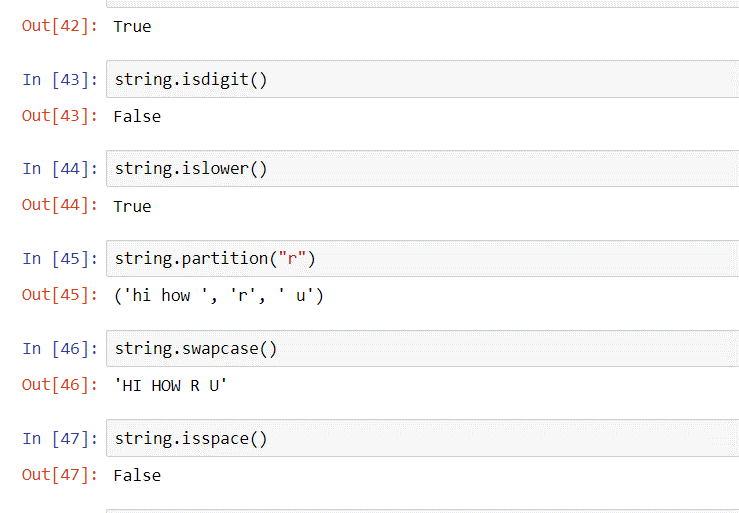 Out[42]: True
In [43]: string.isdigit()
Out[43]: False
In [44]: string.islower()
Out[44]: True
In [45]: string.partition("r")
Out[45]: ('hi how ', 'r', ' u')
In [46]: string.swapcase()
Out[46]: 'HI HOW R U'
In [47]: string.isspace()
Out[47]: False